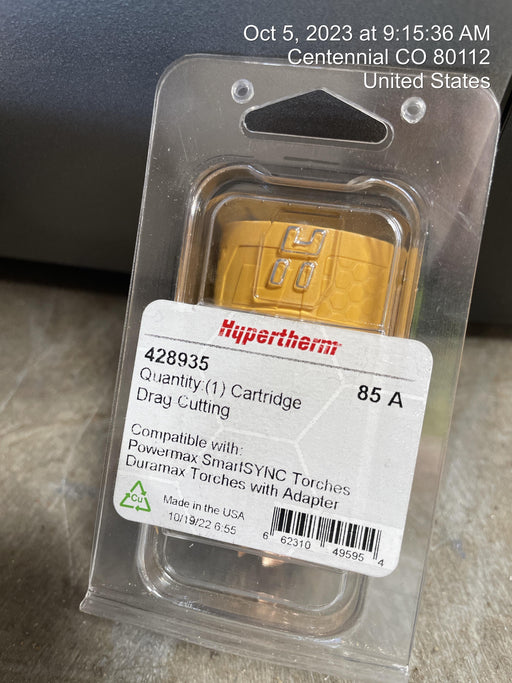 Oct 5, 2023 at 9:15:36 AM
Centennial CO 80112
United States
Hypertherm
428935
85 A
Quantity:(1) Cartridge
Drag Cutting
Compatible with:
Powermax SmartSYNC Torches
Duramax Torches with Adapter
Cu
Made in the USA
10/19/22 6:55
6 62310 49595 4